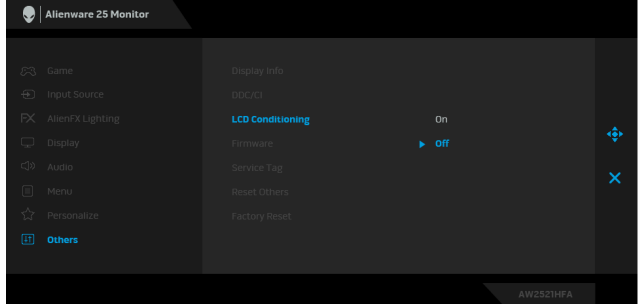 Alienware 25 Monitor
Game
Display Info
Input Source
DDC/CI
FX AlienFX Lighting
LCD Conditioning
On
Display
Firmware
Off
Audio
Service Tag
Menu
Reset Others
Personalize
Factory Reset
Others
AW2521HFA